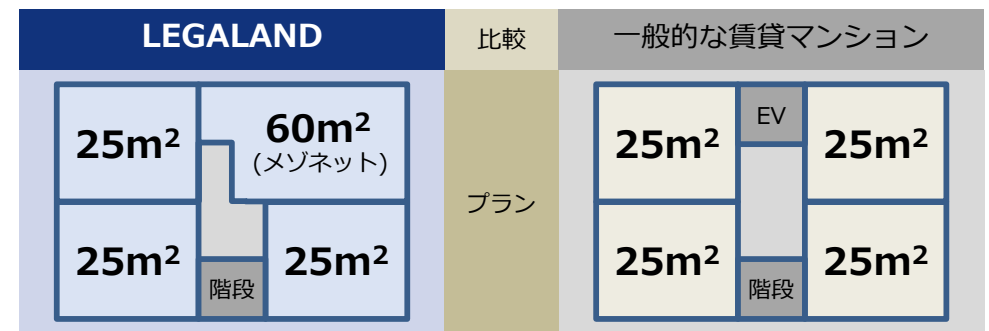 LEGALAND
比較
一般的な賃貸マンション
25m²
60m²
(メゾネット)
25m²
階段
25m²
プラン
25m²
EV
25m²
25m²
階段
25m²